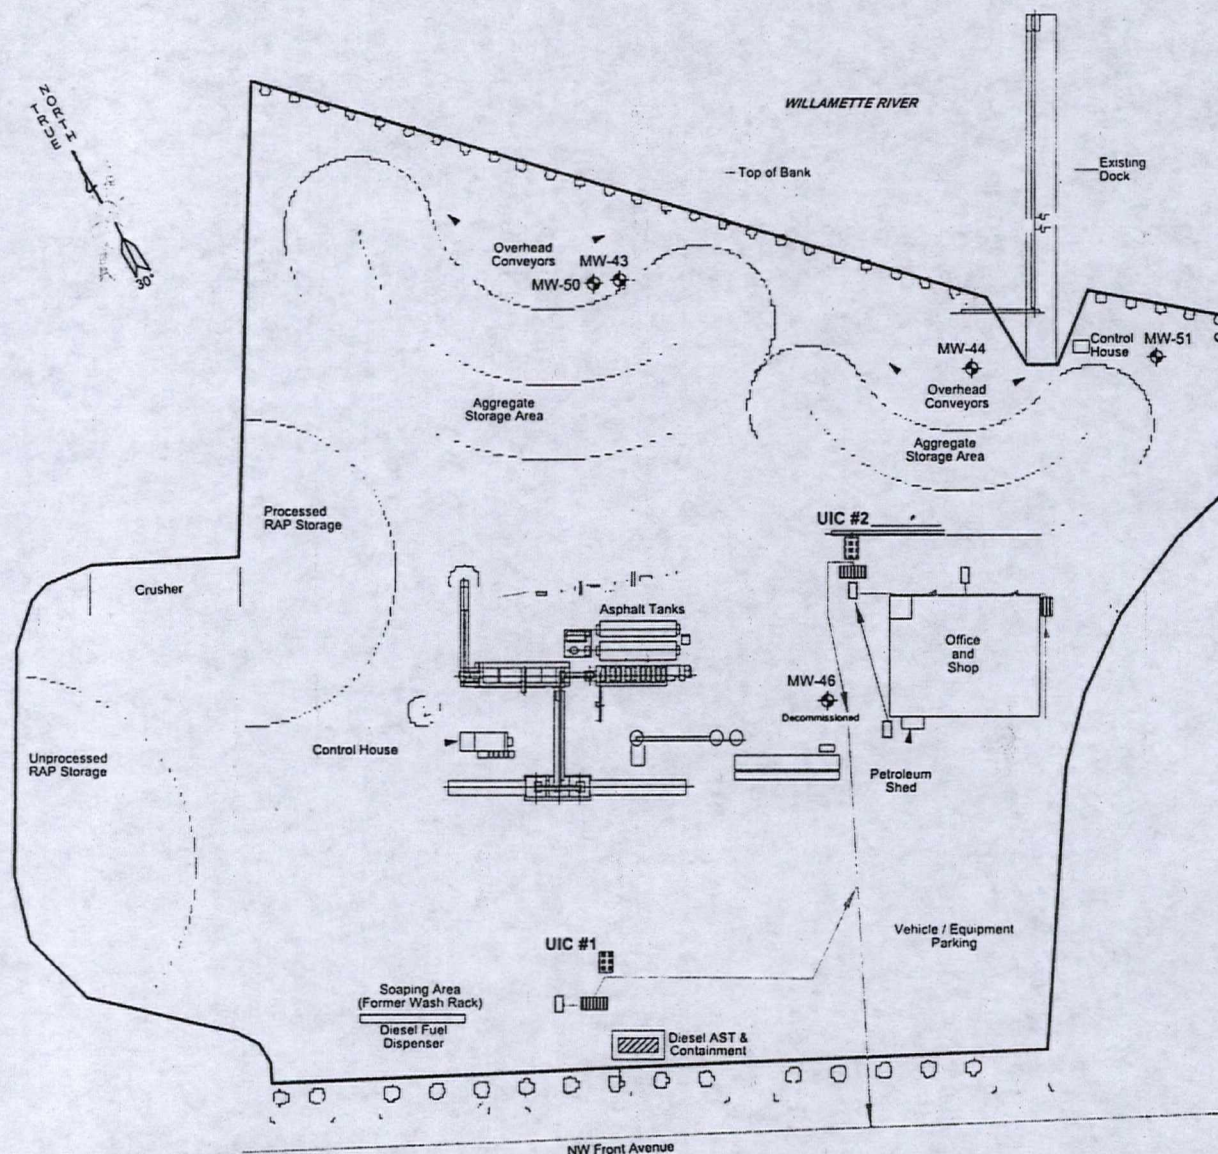 NORTH
TRUE
30°
WILLAMETTE RIVER
Top of Bank
Existing
Dock
Overhead
Conveyors
MW-43
MW-50
MW-44
Control
House
MW-51
Overhead
Conveyors
Aggregate
Storage Area
Aggregate
Storage Area
Processed
RAP Storage
UIC #2
Crusher
Asphalt Tanks
Office
and
Shop
MW-46
Decommissioned
Control House
Unprocessed
RAP Storage
Petroleum
Shed
Vehicle / Equipment
Parking
UIC #1
Soaping Area
(Former Wash Rack)
Diesel Fuel
Dispenser
Diesel AST &
Containment
NW Front Avenue